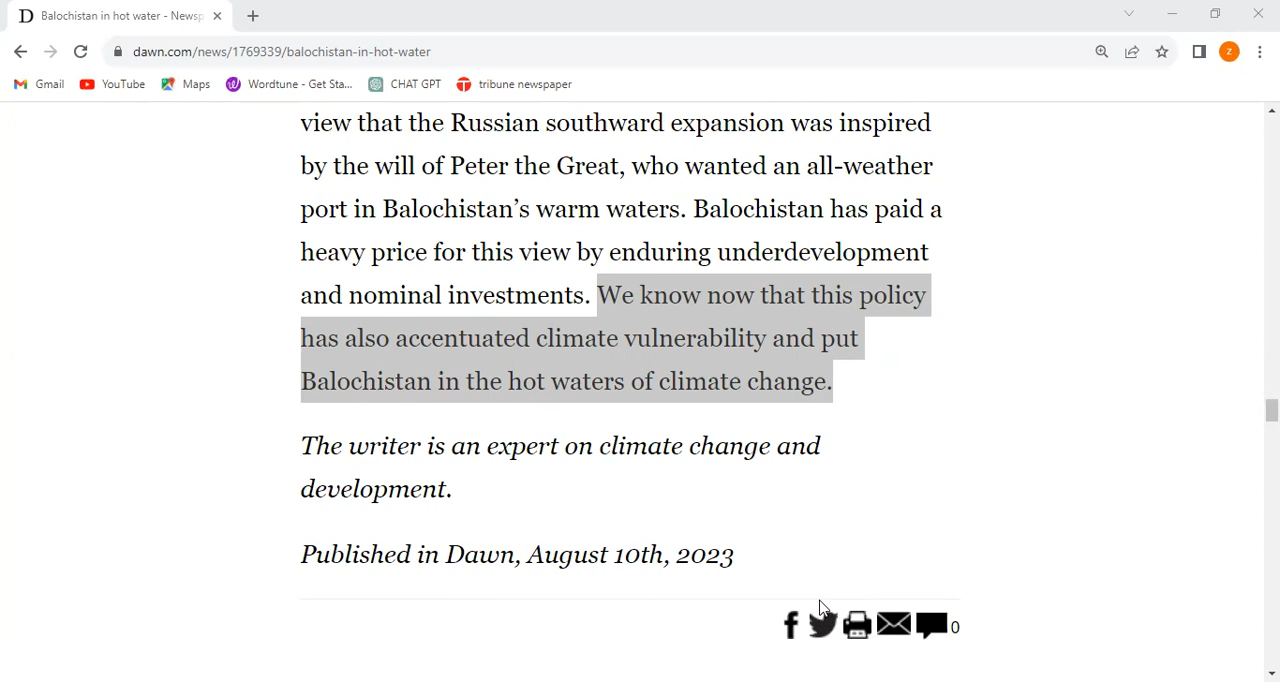 D Balochistan in hot water - Newsp
dawn.com/news/1769339/balochistan-in-hot-water
Z
Gmail YouTube Maps Wordtune - Get Sta... CHAT GPT tribune newspaper
view that the Russian southward expansion was inspired
by the will of Peter the Great, who wanted an all-weather
port in Balochistan’s warm waters. Balochistan has paid a
heavy price for this view by enduring underdevelopment
and nominal investments. We know now that this policy
has also accentuated climate vulnerability and put
Balochistan in the hot waters of climate change.
The writer is an expert on climate change and
development.
Published in Dawn, August 10th, 2023
0